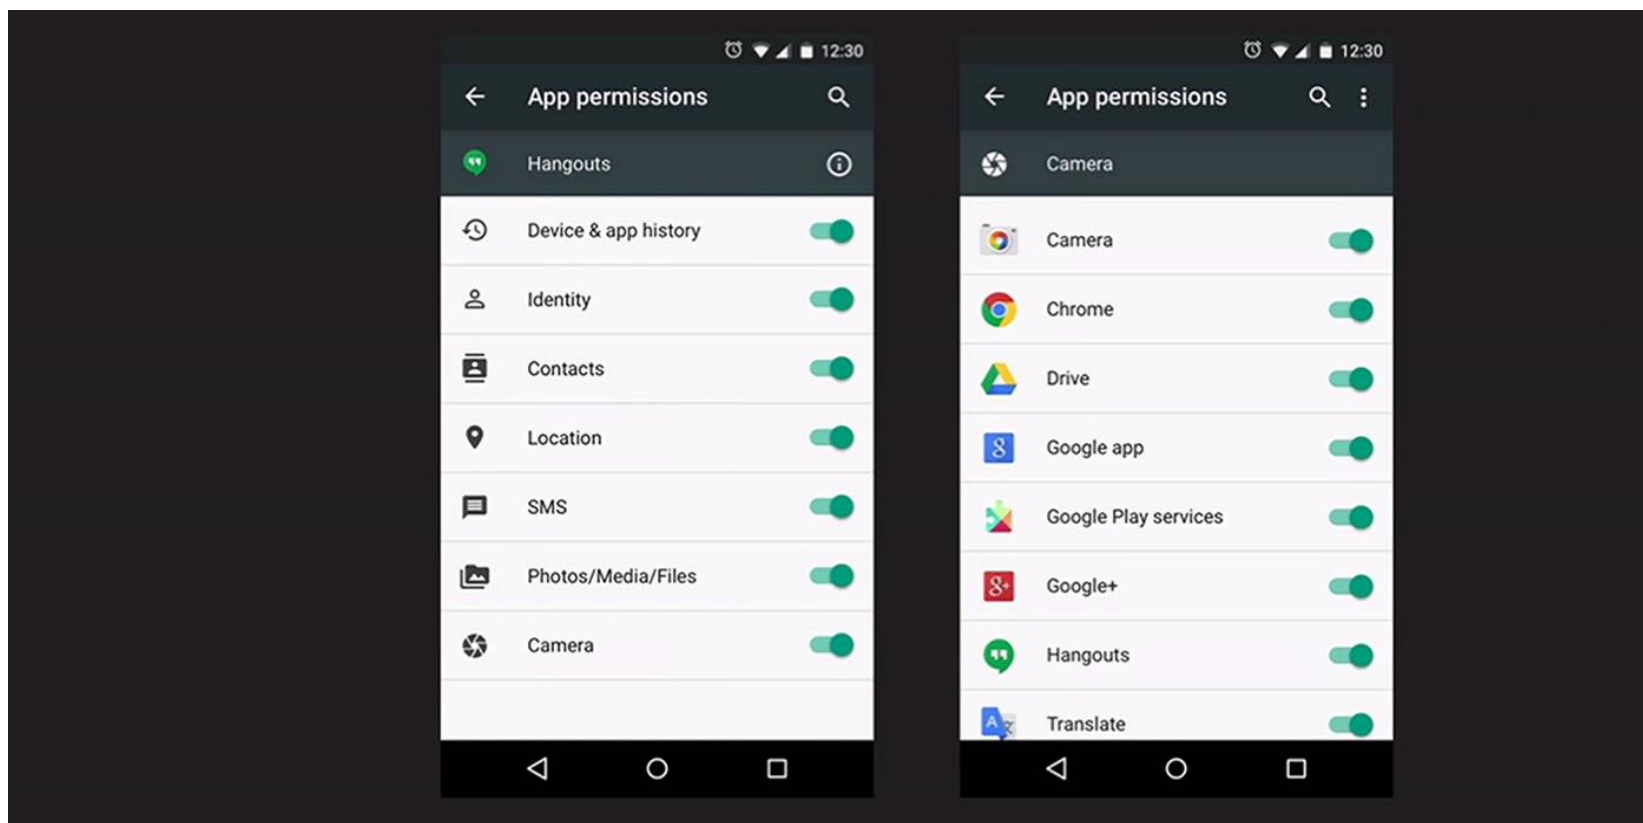 12:30
App permissions
Hangouts
Device & app history
Identity
Contacts
Location
SMS
Photos/Media/Files
Camera
12:30
App permissions
Camera
Camera
Chrome
Drive
Google app
Google Play services
Google+
Hangouts
Translate